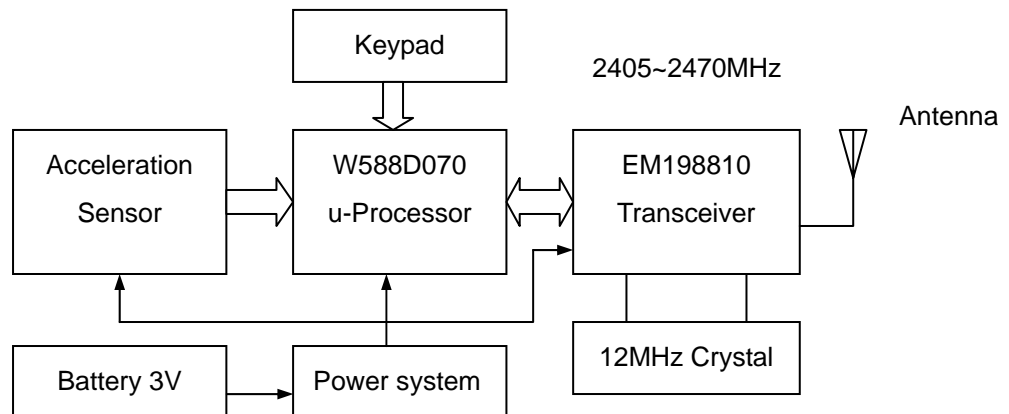 Keypad
2405~2470MHz
Antenna
Acceleration
Sensor
W588D070
u-Processor
EM198810
Transceiver
12MHz Crystal
Battery 3V
Power system